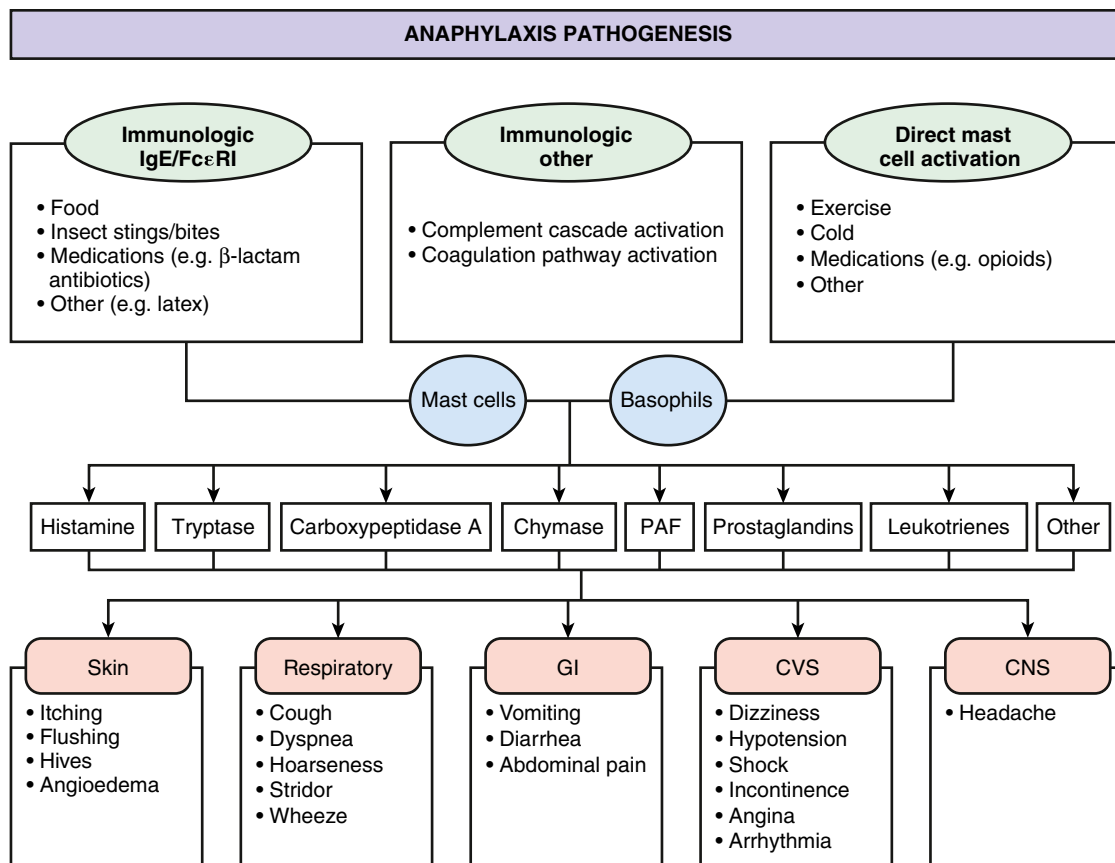 ANAPHYLAXIS PATHOGENESIS
Immunologic
IgE/FcεRI
• Food
• Insect stings/bites
• Medications (e.g. β-lactam
antibiotics)
• Other (e.g. latex)
Immunologic
other
• Complement cascade activation
• Coagulation pathway activation
Direct mast
cell activation
• Exercise
• Cold
• Medications (e.g. opioids)
• Other
Mast cells
Basophils
Histamine
Tryptase
Carboxypeptidase A
Chymase
PAF
Prostaglandins
Leukotrienes
Other
Skin
• Itching
• Flushing
• Hives
• Angioedema
Respiratory
• Cough
• Dyspnea
• Hoarseness
• Stridor
• Wheeze
GI
• Vomiting
• Diarrhea
• Abdominal pain
CVS
• Dizziness
• Hypotension
• Shock
• Incontinence
• Angina
• Arrhythmia
CNS
• Headache